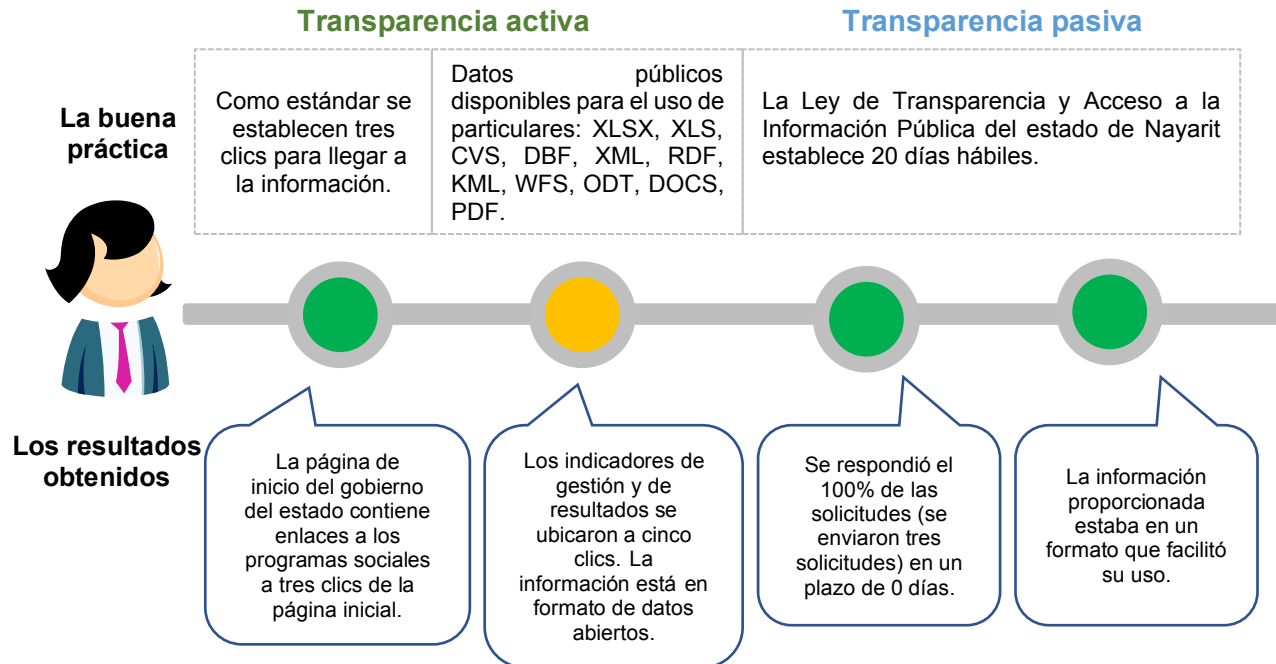 Transparencia activa
Transparencia pasiva
La buena
práctica
Como estándar se
establecen tres
clics para llegar a
la información.
Datos públicos
disponibles para el uso de
particulares: XLSX, XLS,
CVS, DBF, XML, RDF,
KML, WFS, ODT, DOCS,
PDF.
La Ley de Transparencia y Acceso a la
Información Pública del estado de Nayarit
establece 20 días hábiles.
Los resultados
obtenidos
La página de
inicio del gobierno
del estado contiene
enlaces a los
programas sociales
a tres clics de la
página inicial.
Los indicadores de
gestión y de
resultados se
ubicaron a cinco
clics. La
información está en
formato de datos
abiertos.
Se respondió el
100% de las
solicitudes (se
enviaron tres
solicitudes) en un
plazo de 0 días.
La información
proporcionada
estaba en un
formato que facilitó
su uso.